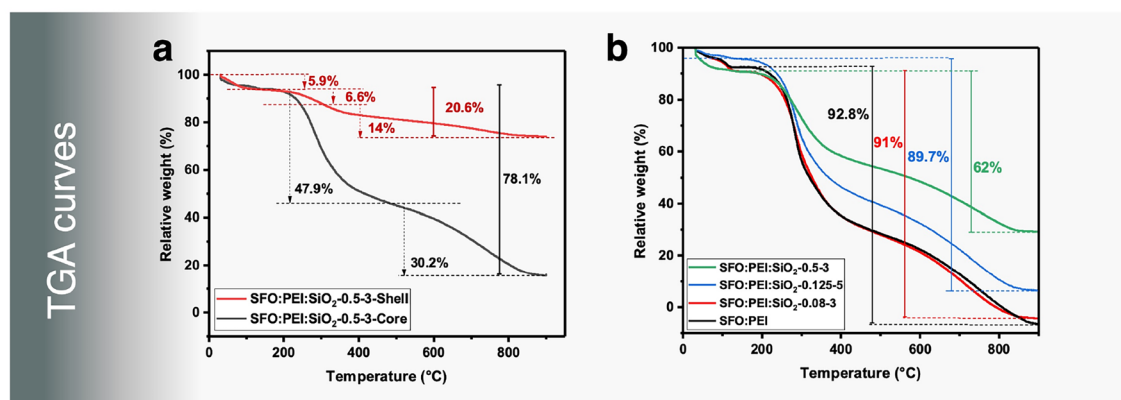 TGA curves
a
Relative weight (%)
100
80
60
40
20
0
5.9%
6.6%
14%
20.6%
47.9%
78.1%
30.2%
SFO:PEI:SiO₂-0.5-3-Shell
SFO:PEI:SiO₂-0.5-3-Core
0 200 400 600 800
Temperature (°C)
b
Relative weight (%)
100
80
60
40
20
0
92.8%
91%
89.7%
62%
SFO:PEI:SiO₂-0.5-3
SFO:PEI:SiO₂-0.125-5
SFO:PEI:SiO₂-0.08-3
SFO:PEI
0 200 400 600 800
Temperature (°C)